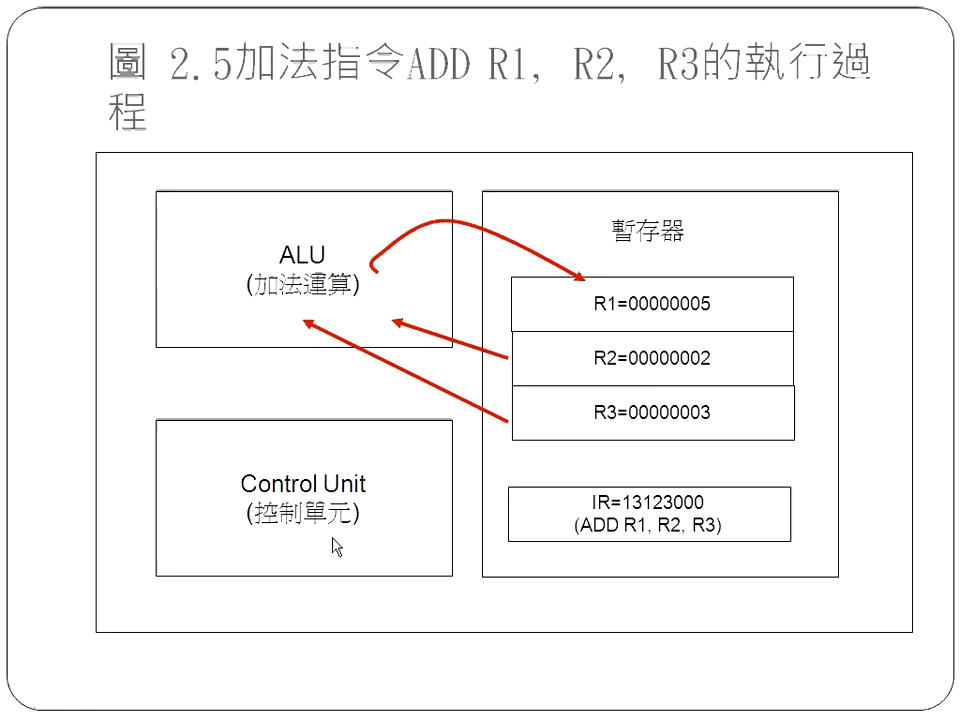 圖 2.5加法指令ADD R1, R2, R3的執行過
程
ALU
(加法運算)
暫存器
R1=00000005
R2=00000002
R3=00000003
Control Unit
(控制單元)
IR=13123000
(ADD R1, R2, R3)